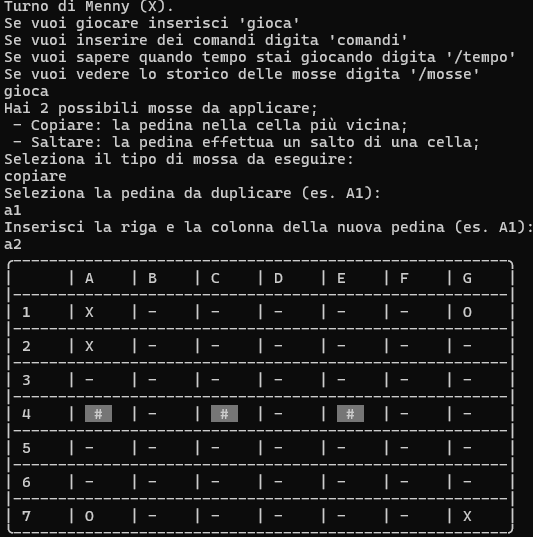 Turno di Menny (X).
Se vuoi giocare inserisci 'gioca'
Se vuoi inserire dei comandi digita 'comandi'
Se vuoi sapere quando tempo stai giocando digita '/tempo'
Se vuoi vedere lo storico delle mosse digita '/mosse'
gioca
Hai 2 possibili mosse da applicare;
 - Copiare: la pedina nella cella più vicina;
 - Saltare: la pedina effettua un salto di una cella;
Seleziona il tipo di mossa da eseguire:
copiare
Seleziona la pedina da duplicare (es. A1):
a1
Inserisci la riga e la colonna della nuova pedina (es. A1):
a2
| | A | B | C | D | E | F | G |
| 1 | X | - | - | - | - | - | O |
| 2 | X | - | - | - | - | - | - |
| 3 | - | - | - | - | - | - | - |
| 4 | # | - | # | - | # | - | - |
| 5 | - | - | - | - | - | - | - |
| 6 | - | - | - | - | - | - | - |
| 7 | O | - | - | - | - | - | X |